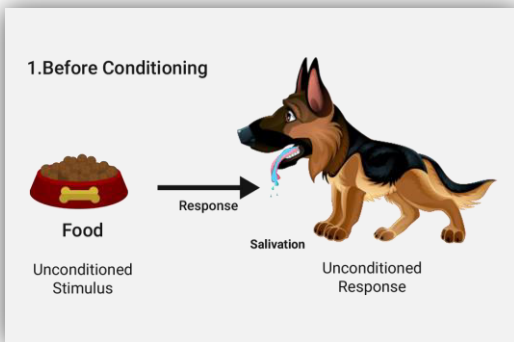 1.Before Conditioning
Response
Food
Salivation
Unconditioned
Stimulus
Unconditioned
Response